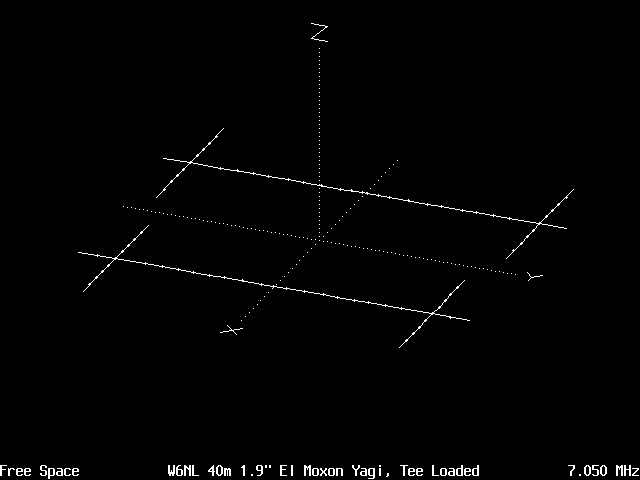 Z
Y
X
Free Space W6NL 40m 1.9" El Moxon Yagi, Tee Loaded 7.050 MHz